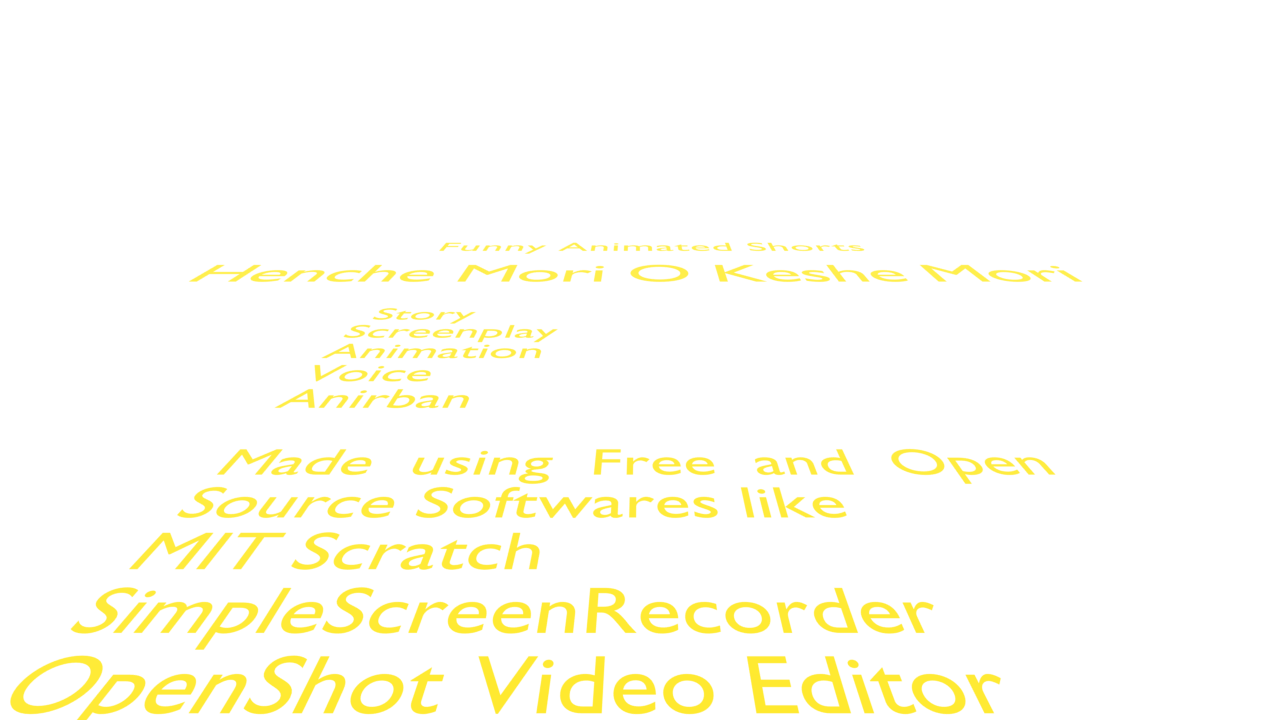 Funny Animated Shorts
Henche Mori O Keshe Mori
Story
Screenplay
Animation
Voice
Anirban
Made using Free and Open
Source Softwares like
MIT Scratch
SimpleScreenRecorder
OpenShot Video Editor